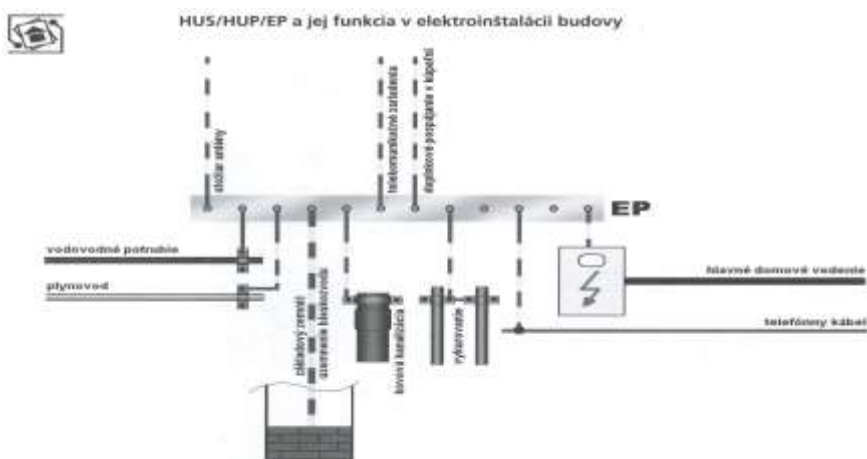 HUS/HUP/EP a jej funkcia v elektroinštalácii budovy
stožiar antény
telekomunikačné zariadenia
doplnkové pospájanie v kúpeľni
EP
vodovodné potrubie
plynovod
základový zemnič
uzemnenie bleskozvodu
kovová kanalizácia
vykurovanie
hlavné domové vedenie
telefónny kábel